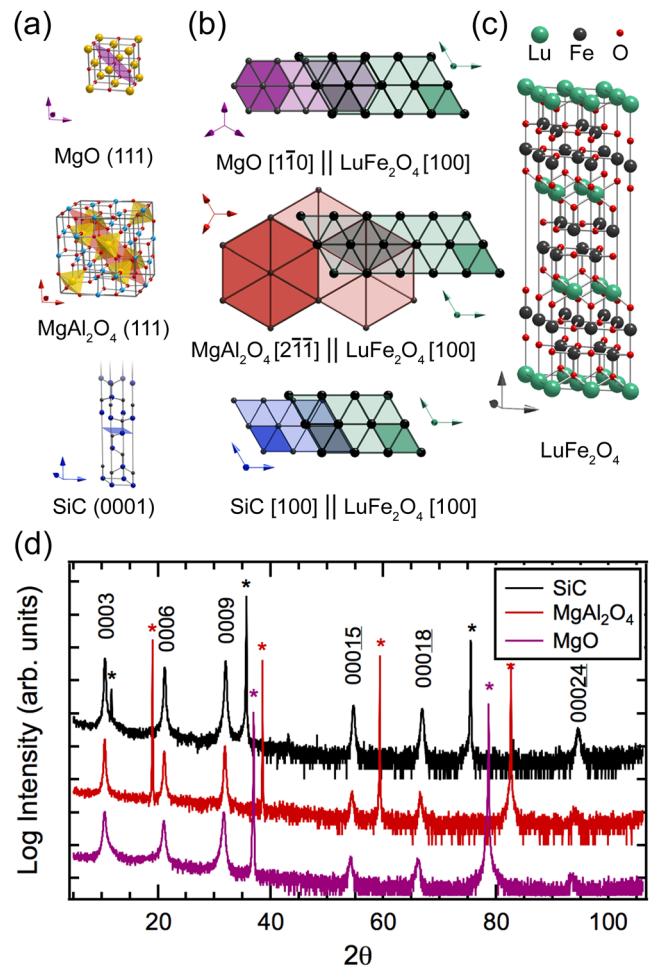 (a)
(b)
(c)
Lu Fe O
MgO (111)
MgO [11̄0] || LuFe₂O₄ [100]
MgAl₂O₄ (111)
MgAl₂O₄ [21̄1̄] || LuFe₂O₄ [100]
SiC (0001)
SiC [100] || LuFe₂O₄ [100]
LuFe₂O₄
(d)
Log Intensity (arb. units)
0003
0006
0009
00015
00018
00024
* * * * * * * * *
SiC
MgAl₂O₄
MgO
20 40 60 80 100
2θ